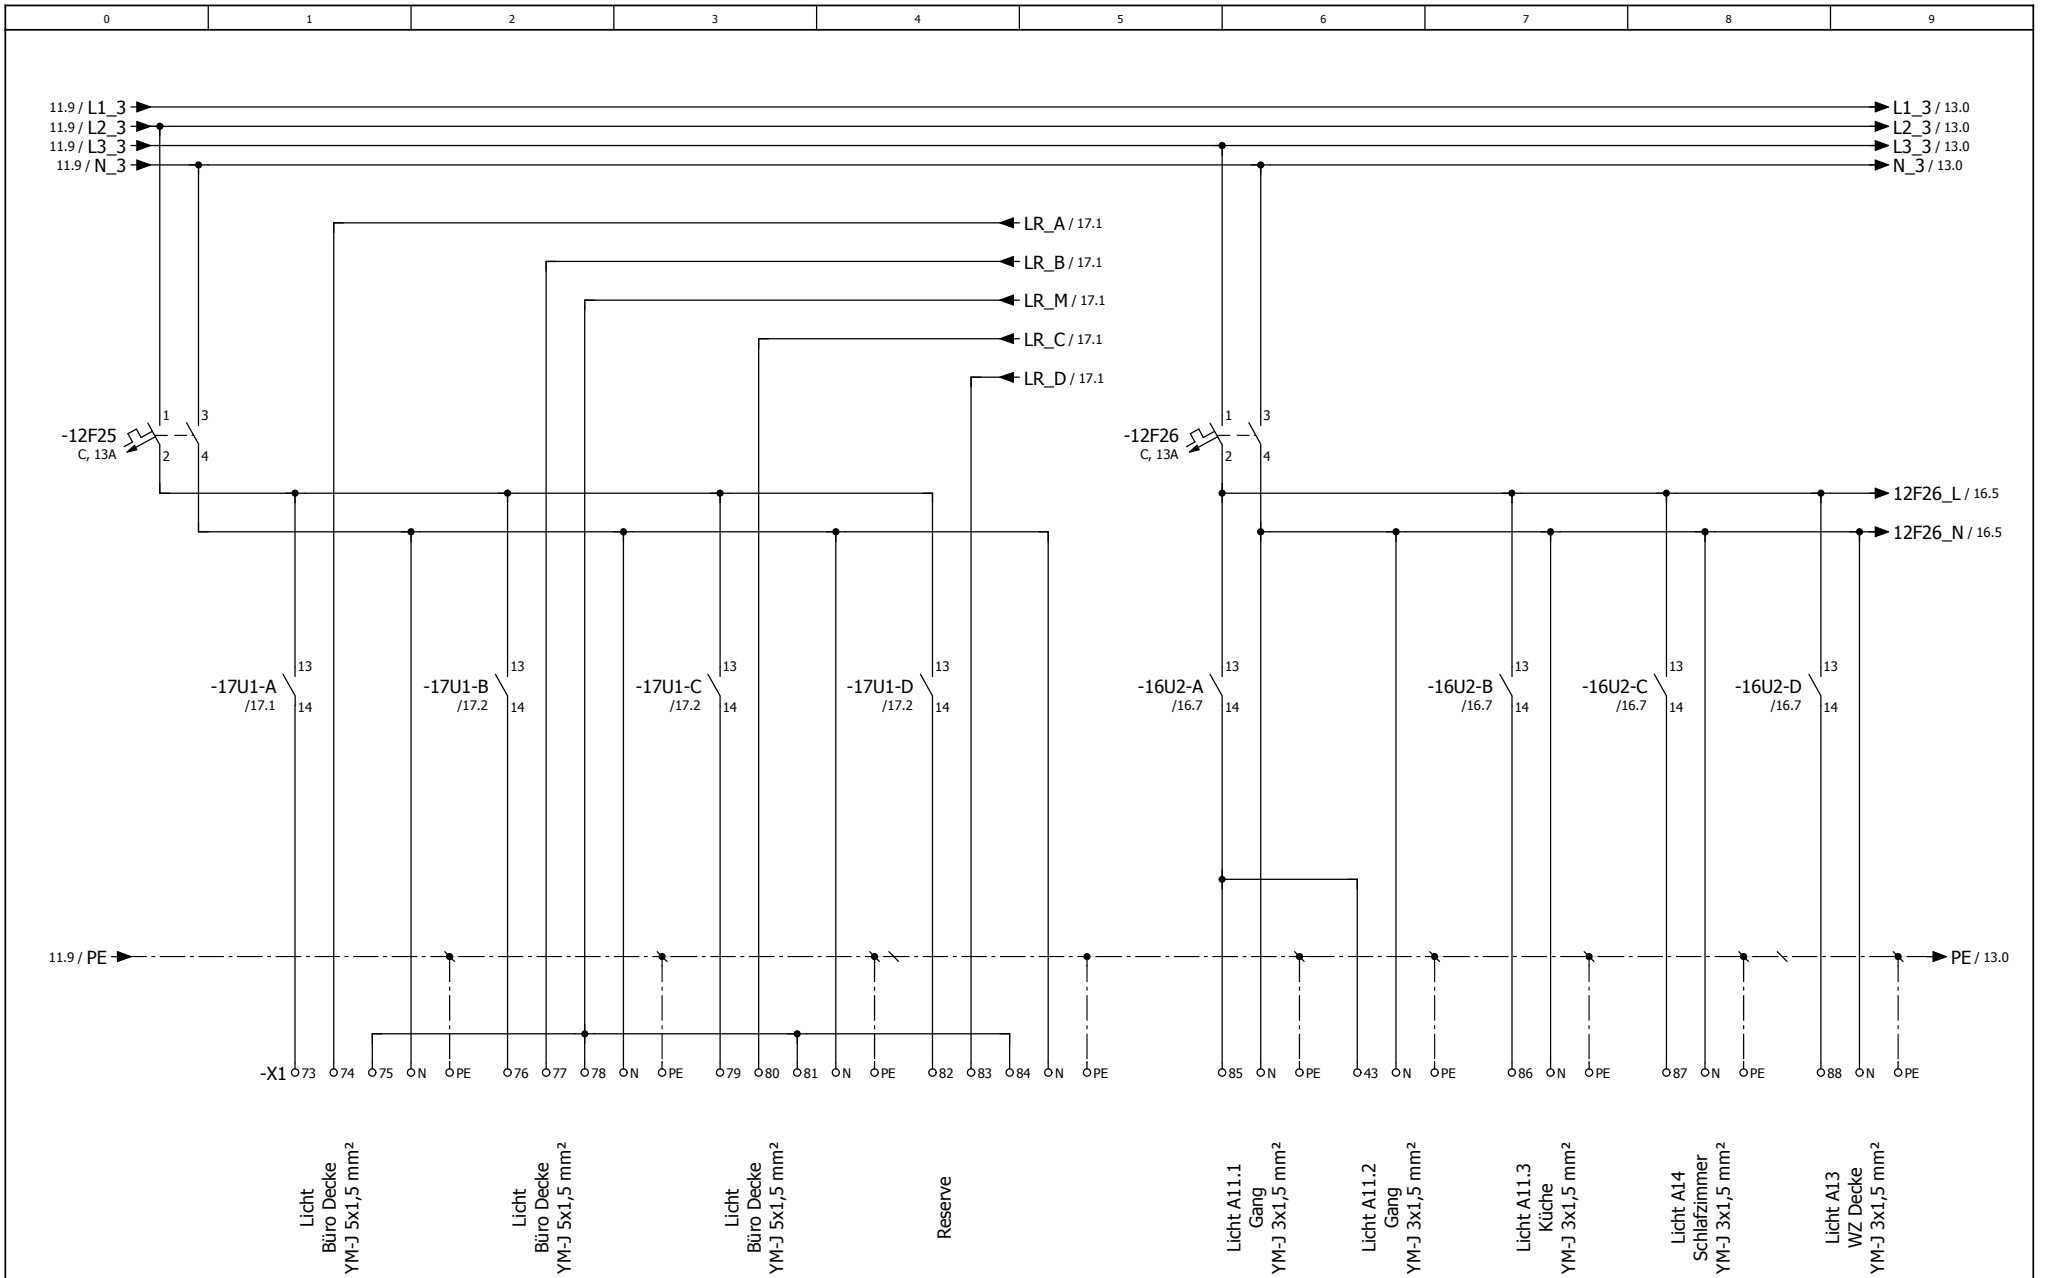 0 1 2 3 4 5 6 7 8 9
11.9 / L1_3 L1_3 / 13.0
11.9 / L2_3 L2_3 / 13.0
11.9 / L3_3 L3_3 / 13.0
11.9 / N_3 N_3 / 13.0
LR_A / 17.1
LR_B / 17.1
LR_M / 17.1
LR_C / 17.1
LR_D / 17.1
1 3 1 3
-12F25 -12F26
C, 13A C, 13A
2 4 2 4
12F26_L / 16.5
12F26_N / 16.5
13 13 13 13 13 13 13 13
-17U1-A -17U1-B -17U1-C -17U1-D -16U2-A -16U2-B -16U2-C -16U2-D
/17.1 /17.2 /17.2 /17.2 /16.7 /16.7 /16.7 /16.7
14 14 14 14 14 14 14 14
11.9 / PE PE / 13.0
-X1 73 74 75 N PE 76 77 78 N PE 79 80 81 N PE 82 83 84 N PE 85 N PE 43 N PE 86 N PE 87 N PE 88 N PE
Licht
Büro Decke
YM-J 5x1,5 mm²
Licht
Büro Decke
YM-J 5x1,5 mm²
Licht
Büro Decke
YM-J 5x1,5 mm²
Reserve
Licht A11.1
Gang
YM-J 3x1,5 mm²
Licht A11.2
Gang
YM-J 3x1,5 mm²
Licht A11.3
Küche
YM-J 3x1,5 mm²
Licht A14
Schlafzimmer
YM-J 3x1,5 mm²
Licht A13
WZ Decke
YM-J 3x1,5 mm²